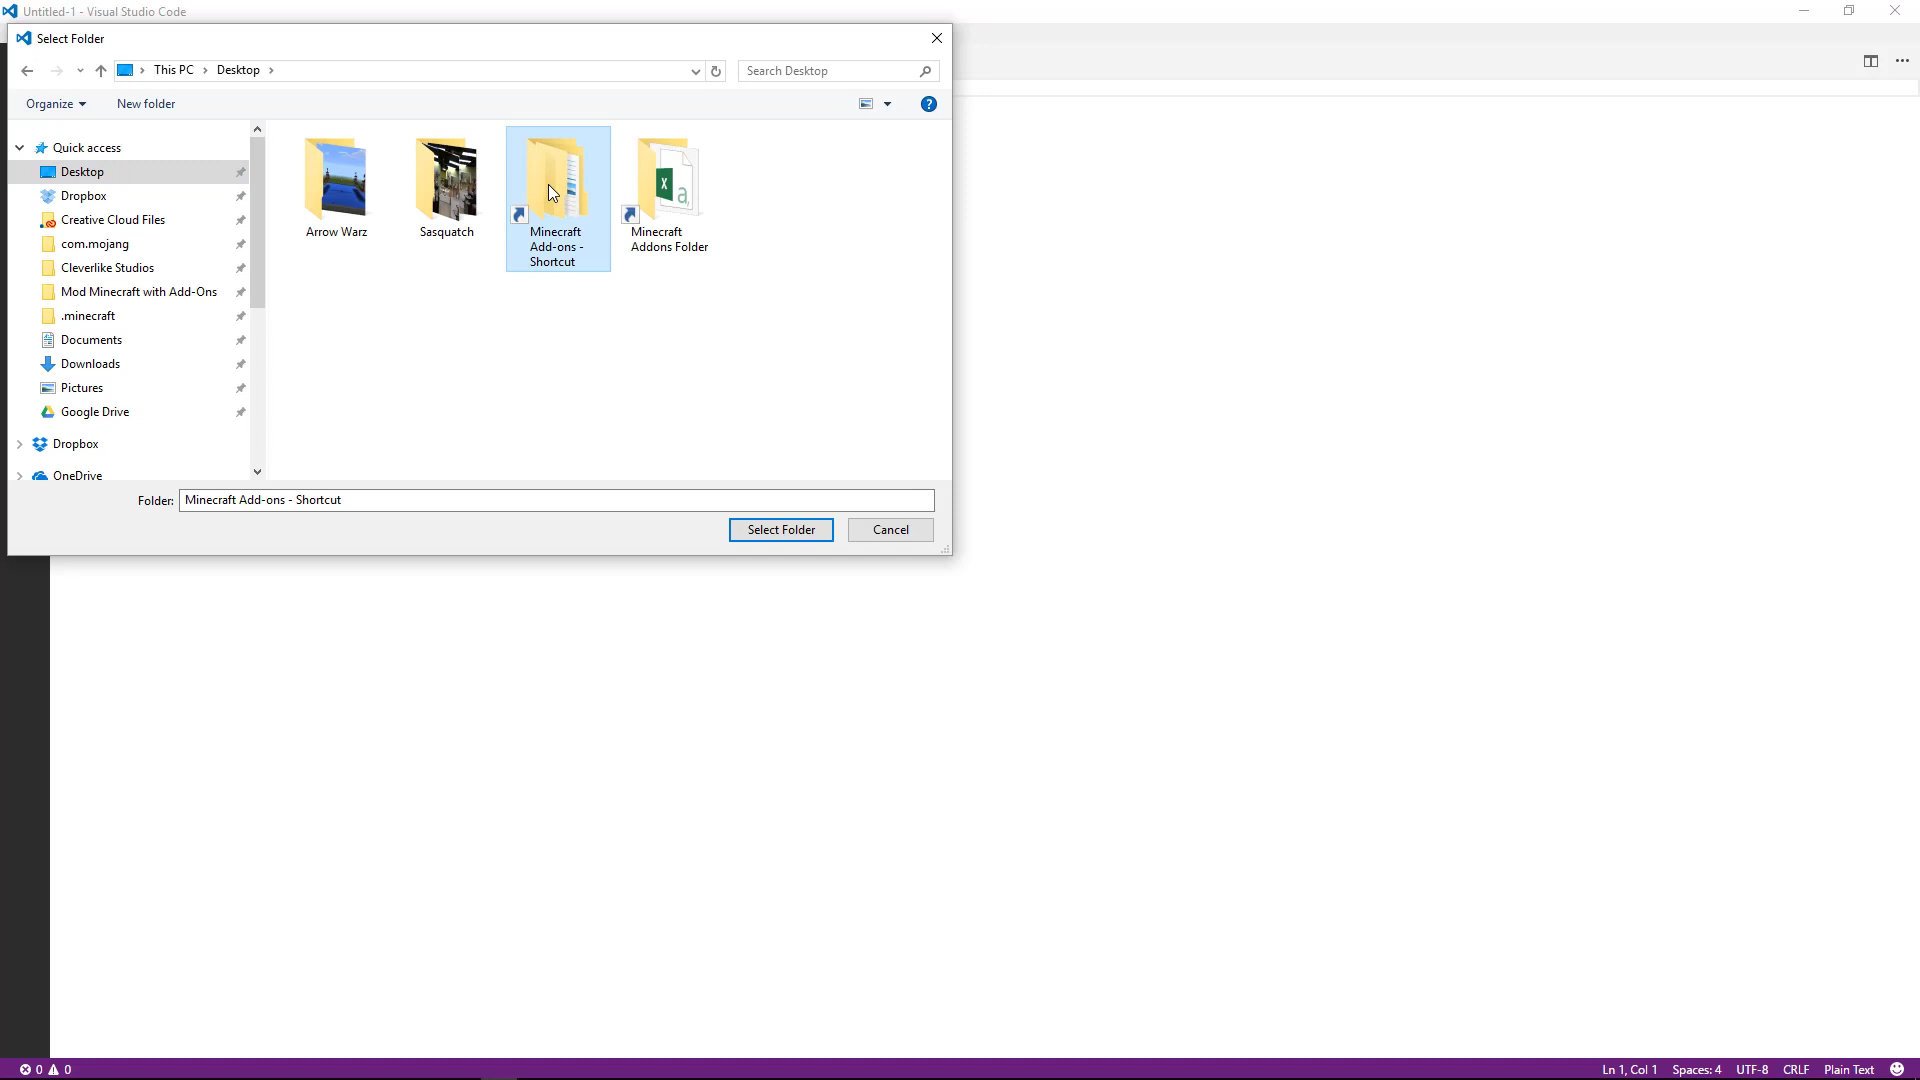 Untitled-1 - Visual Studio Code
Select Folder
This PC
Desktop
Search Desktop
Organize
New folder
?
Quick access
Desktop
Dropbox
Creative Cloud Files
com.mojang
Cleverlike Studios
Mod Minecraft with Add-Ons
.minecraft
Documents
Downloads
Pictures
Google Drive
Dropbox
OneDrive
Arrow Warz
Sasquatch
Minecraft
Add-ons -
Shortcut
X
a,
Minecraft
Addons Folder
Folder: Minecraft Add-ons - Shortcut
Select Folder
Cancel
0 0
Ln 1, Col 1
Spaces: 4
UTF-8
CRLF
Plain Text